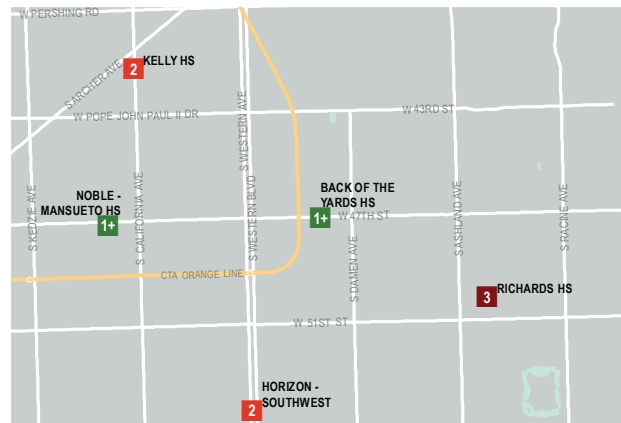 W PERSHING RD
KELLY HS
2
S ARCHER AVE
W POPE JOHN PAUL II DR
W 43RD ST
S WESTERN AVE
NOBLE -
MANSUETO HS
1+
BACK OF THE
YARDS HS
1+
W 47TH ST
S KEDZIE AVE
S CALIFORNIA AVE
S WESTERN BLVD
S DAMEN AVE
S ASHLAND AVE
S RACINE AVE
CTA ORANGE LINE
3
RICHARDS HS
W 51ST ST
HORIZON -
SOUTHWEST
2